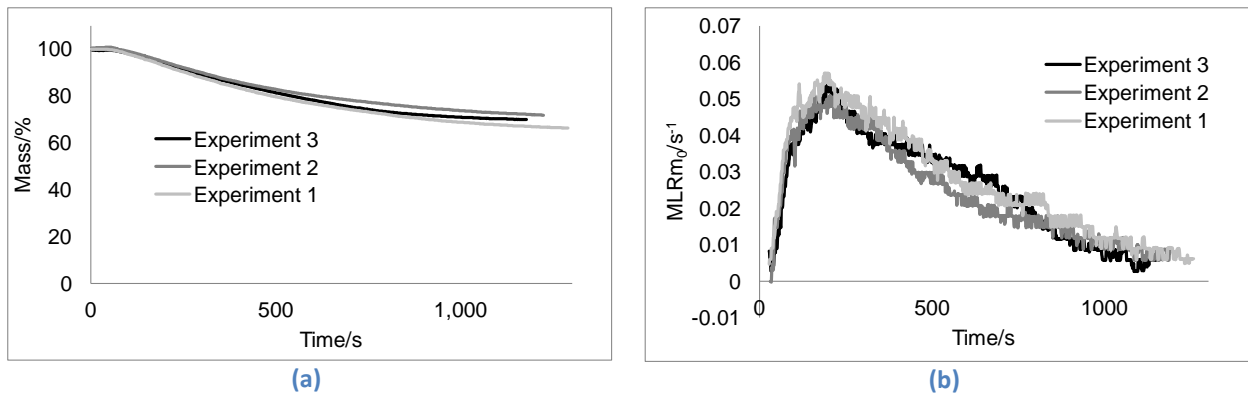 100
80
60
40
20
0
Mass/%
Experiment 3
Experiment 2
Experiment 1
0
500
1,000
Time/s
(a)
0.07
0.06
0.05
0.04
0.03
0.02
0.01
0
-0.01
MLRm₀/s⁻¹
Experiment 3
Experiment 2
Experiment 1
0
500
1000
Time/s
(b)